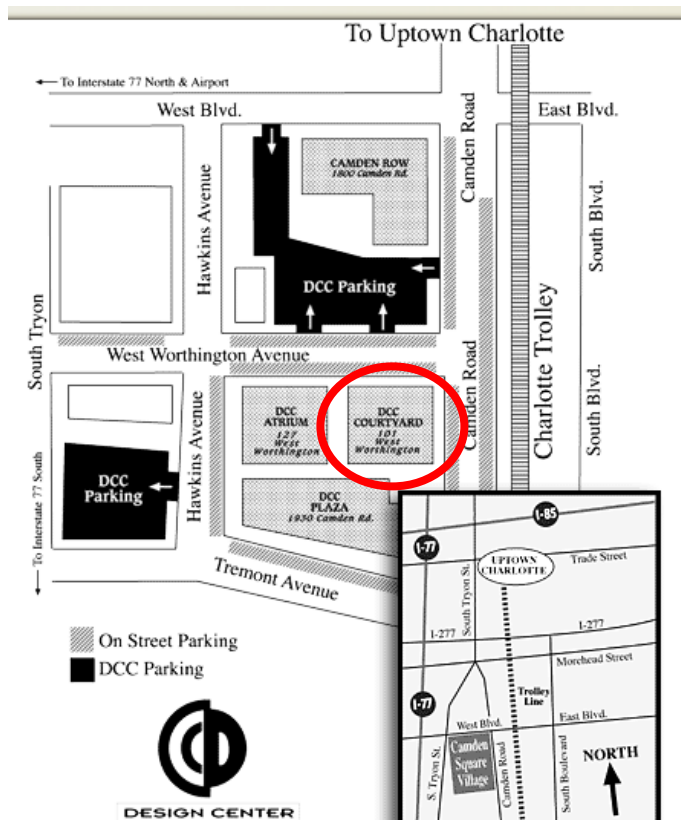 To Uptown Charlotte
To Interstate 77 North & Airport
West Blvd.
East Blvd.
Camden Road
CAMDEN ROW
1800 Camden Rd.
Hawkins Avenue
South Blvd.
DCC Parking
Charlotte Trolley
South Tryon
West Worthington Avenue
Camden Road
South Blvd.
DCC
ATRIUM
127
West
Worthington
DCC
COURTYARD
101
West
Worthington
Hawkins Avenue
DCC
Parking
DCC
PLAZA
1930 Camden Rd.
To Interstate 77 South
Tremont Avenue
On Street Parking
DCC Parking
DESIGN CENTER
I-85
I-77
UPTOWN
CHARLOTTE
Trade Street
South Tryon St.
I-277
I-277
Morehead Street
Trolley
Line
I-77
West Blvd.
East Blvd.
Camden
Square
Village
S. Tryon St.
Camden Road
South Boulevard
NORTH